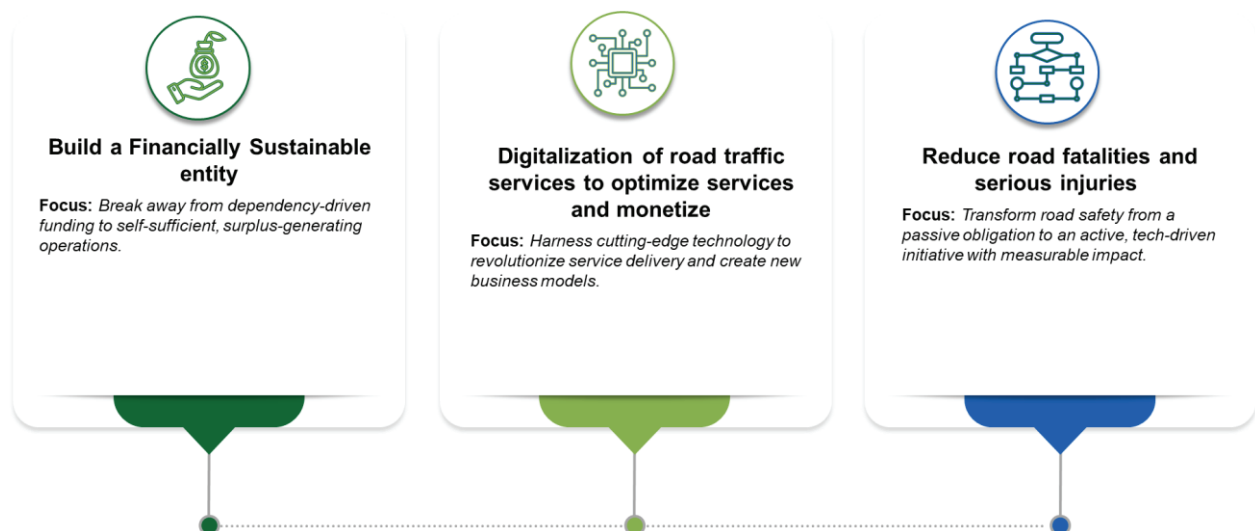 Build a Financially Sustainable
entity
Focus: Break away from dependency-driven
funding to self-sufficient, surplus-generating
operations.
Digitalization of road traffic
services to optimize services
and monetize
Focus: Harness cutting-edge technology to
revolutionize service delivery and create new
business models.
Reduce road fatalities and
serious injuries
Focus: Transform road safety from a
passive obligation to an active, tech-driven
initiative with measurable impact.